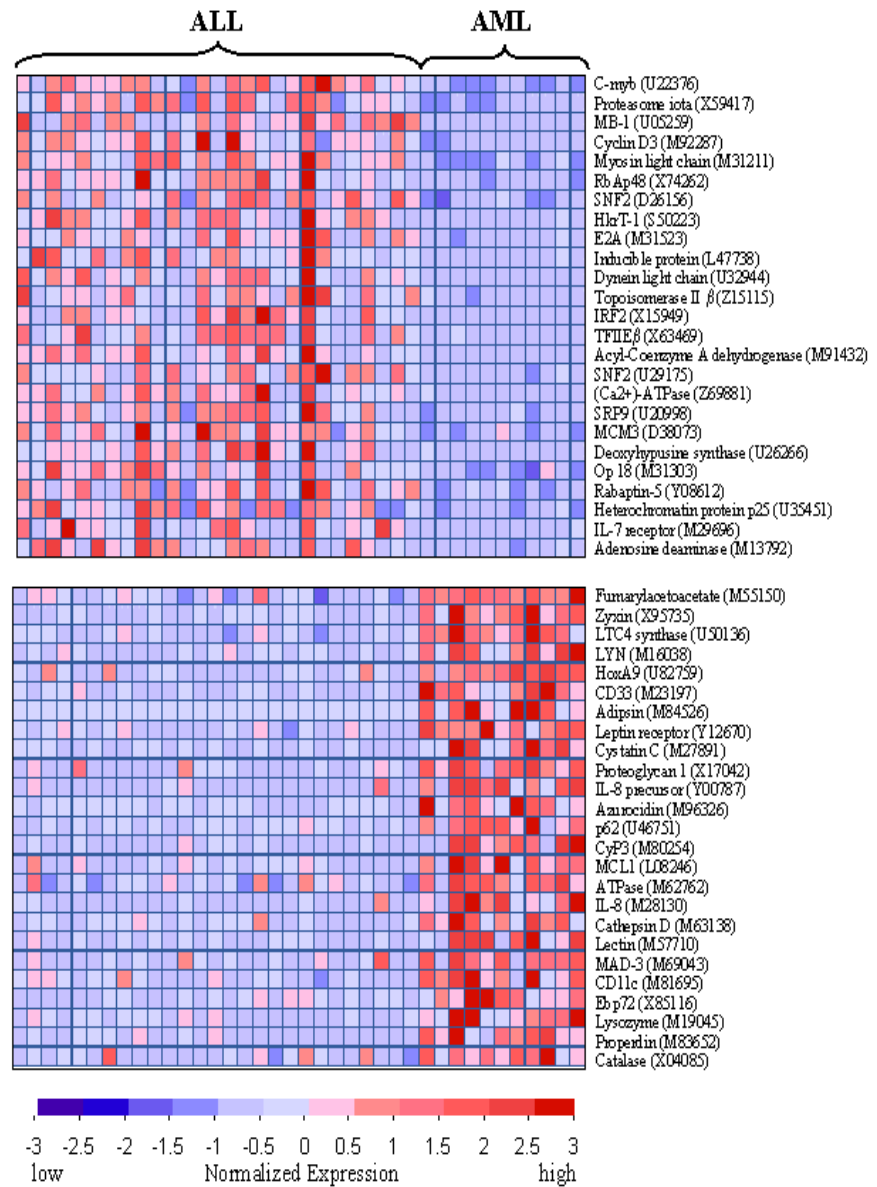 ALL AML
C-myb (U22376)
Proteasome iota (X59417)
MB-1 (U05259)
Cyclin D3 (M92287)
Myosin light chain (M31211)
RbAp48 (X74262)
SNF2 (D26156)
HkrT-1 (S50223)
E2A (M31523)
Inducible protein (L47738)
Dynein light chain (U32944)
Topoisomerase II β (Z15115)
IRF2 (X15949)
TFIIEβ (X63469)
Acyl-Coenzyme A dehydrogenase (M91432)
SNF2 (U29175)
(Ca2+)-ATPase (Z69881)
SRP9 (U20998)
MCM3 (D38073)
Deoxyhypusine synthase (U26266)
Op 18 (M31303)
Rabaptin-5 (Y08612)
Heterochromatin protein p25 (U35451)
IL-7 receptor (M29696)
Adenosine deaminase (M13792)
Fumarylacetoacetate (M55150)
Zyxin (X95735)
LTC4 synthase (U50136)
LYN (M16038)
HoxA9 (U82759)
CD33 (M23197)
Adipsin (M84526)
Leptin receptor (Y12670)
Cystatin C (M27891)
Proteoglycan 1 (X17042)
IL-8 precursor (Y00787)
Azurocidin (M96326)
p62 (U46751)
CyP3 (M80254)
MCL1 (L08246)
ATPase (M62762)
IL-8 (M28130)
Cathepsin D (M63138)
Lectin (M57710)
MAD-3 (M69043)
CD11c (M81695)
Ebp72 (X85116)
Lysozyme (M19045)
Properdin (M83652)
Catalase (X04085)
-3 -2.5 -2 -1.5 -1 -0.5 0 0.5 1 1.5 2 2.5 3
low Normalized Expression high